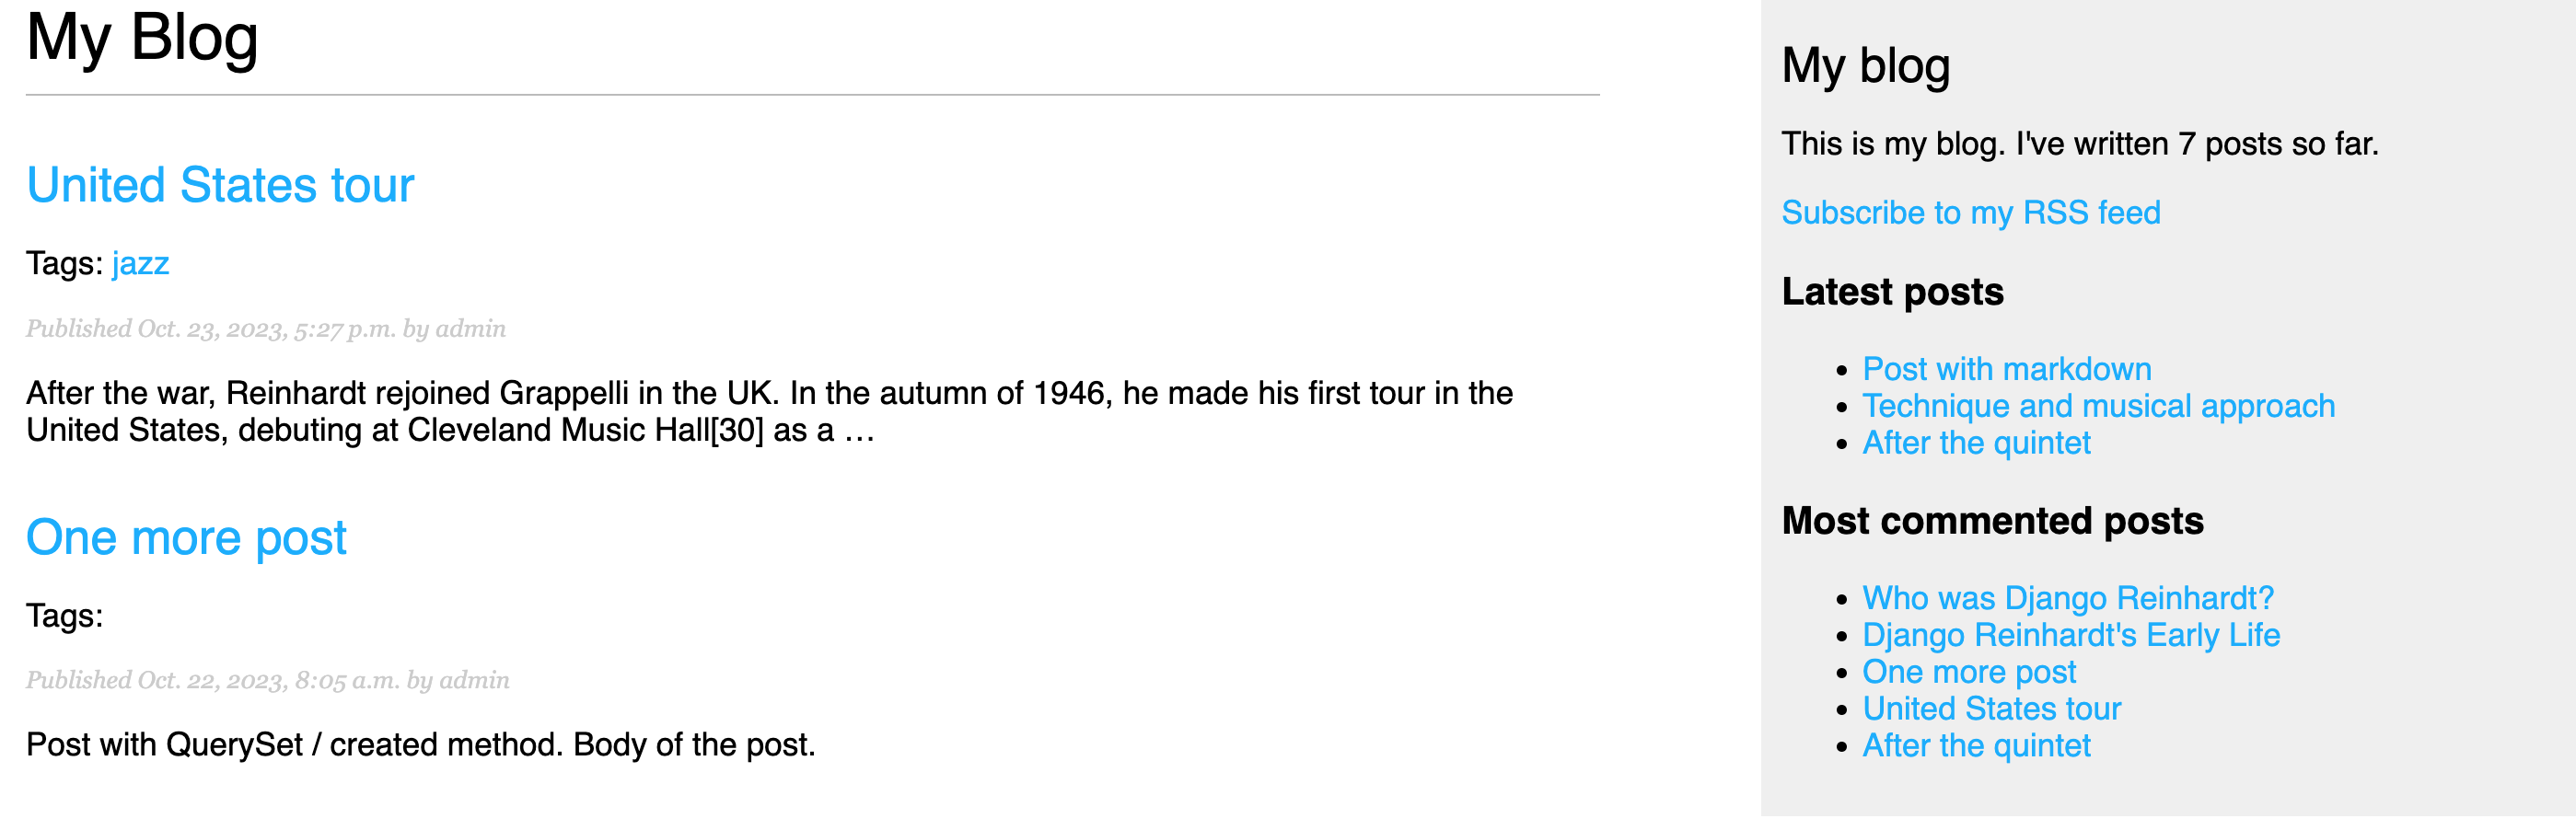 My Blog
United States tour
Tags: jazz
Published Oct. 23, 2023, 5:27 p.m. by admin
After the war, Reinhardt rejoined Grappelli in the UK. In the autumn of 1946, he made his first tour in the
United States, debuting at Cleveland Music Hall[30] as a …
One more post
Tags:
Published Oct. 22, 2023, 8:05 a.m. by admin
Post with QuerySet / created method. Body of the post.
My blog
This is my blog. I've written 7 posts so far.
Subscribe to my RSS feed
Latest posts
• Post with markdown
• Technique and musical approach
• After the quintet
Most commented posts
• Who was Django Reinhardt?
• Django Reinhardt's Early Life
• One more post
• United States tour
• After the quintet